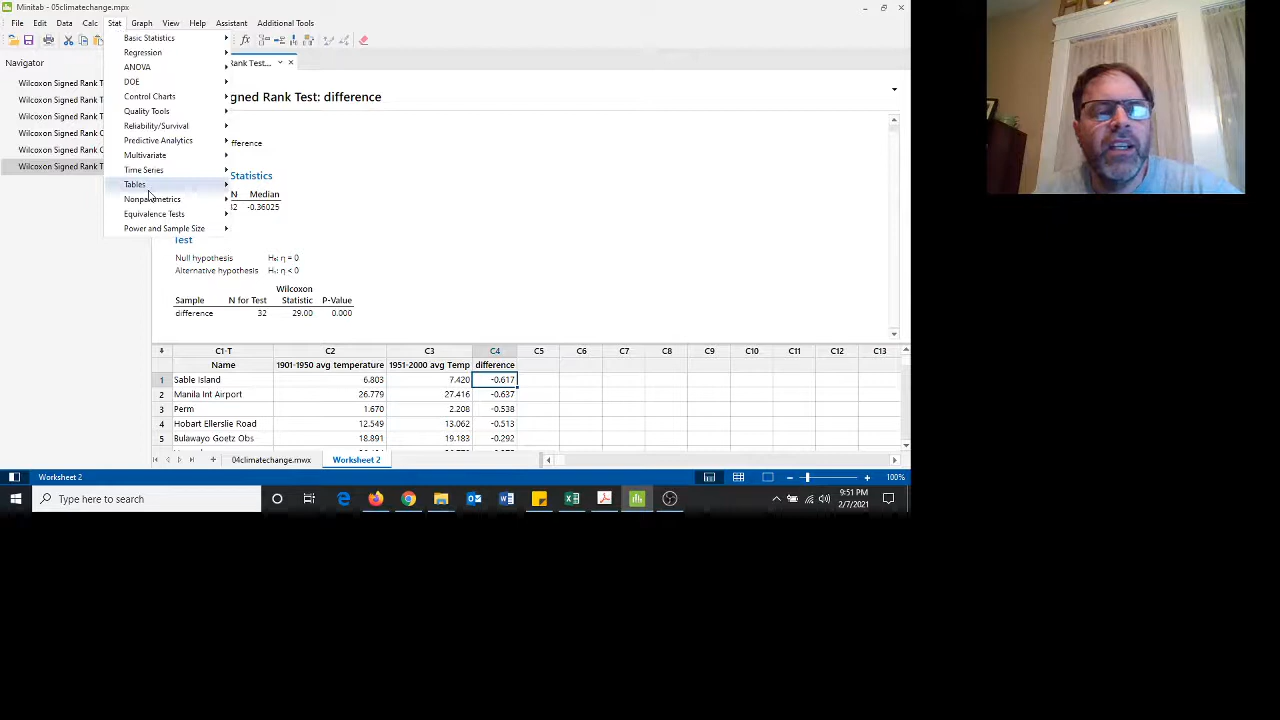 Minitab - 05climatechange.mpx
File Edit Data Calc Stat Graph View Help Assistant Additional Tools
Navigator
Wilcoxon Signed Rank T
Wilcoxon Signed Rank T
Wilcoxon Signed Rank T
Wilcoxon Signed Rank C
Wilcoxon Signed Rank C
Wilcoxon Signed Rank T
Basic Statistics
Regression
ANOVA
DOE
Control Charts
Quality Tools
Reliability/Survival
Predictive Analytics
Multivariate
Time Series
Tables
Nonparametrics
Equivalence Tests
Power and Sample Size
Rank Test...
gned Rank Test: difference
fference
Statistics
N Median
32 -0.36025
Test
Null hypothesis H₀: η = 0
Alternative hypothesis H₁: η < 0
Wilcoxon
Sample N for Test Statistic P-Value
difference 32 29.00 0.000
C1-T C2 C3 C4 C5 C6 C7 C8 C9 C10 C11 C12 C13
Name 1901-1950 avg temperature 1951-2000 avg Temp difference
1 Sable Island 6.803 7.420 -0.617
2 Manila Int Airport 26.779 27.416 -0.637
3 Perm 1.670 2.208 -0.538
4 Hobart Ellerslie Road 12.549 13.062 -0.513
5 Bulawayo Goetz Obs 18.891 19.183 -0.292
04climatechange.mwx Worksheet 2
Worksheet 2 100%
Type here to search
9:51 PM
2/7/2021